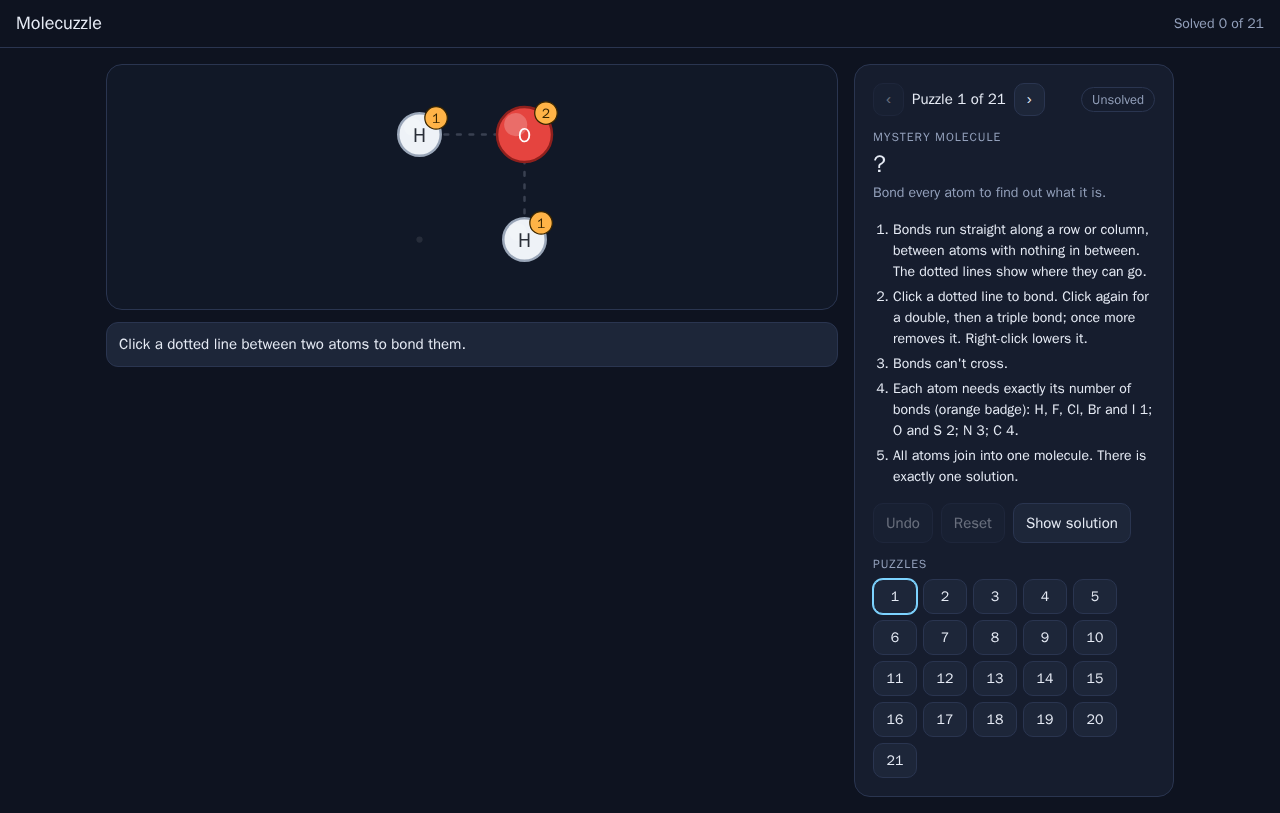 Molecuzzle
Solved 0 of 21
H
1
O
2
H
1
Click a dotted line between two atoms to bond them.
‹
Puzzle 1 of 21
›
Unsolved
MYSTERY MOLECULE
?
Bond every atom to find out what it is.
1. Bonds run straight along a row or column,
between atoms with nothing in between.
The dotted lines show where they can go.
2. Click a dotted line to bond. Click again for
a double, then a triple bond; once more
removes it. Right-click lowers it.
3. Bonds can't cross.
4. Each atom needs exactly its number of
bonds (orange badge): H, F, Cl, Br and I 1;
O and S 2; N 3; C 4.
5. All atoms join into one molecule. There is
exactly one solution.
Undo
Reset
Show solution
PUZZLES
1 2 3 4 5
6 7 8 9 10
11 12 13 14 15
16 17 18 19 20
21